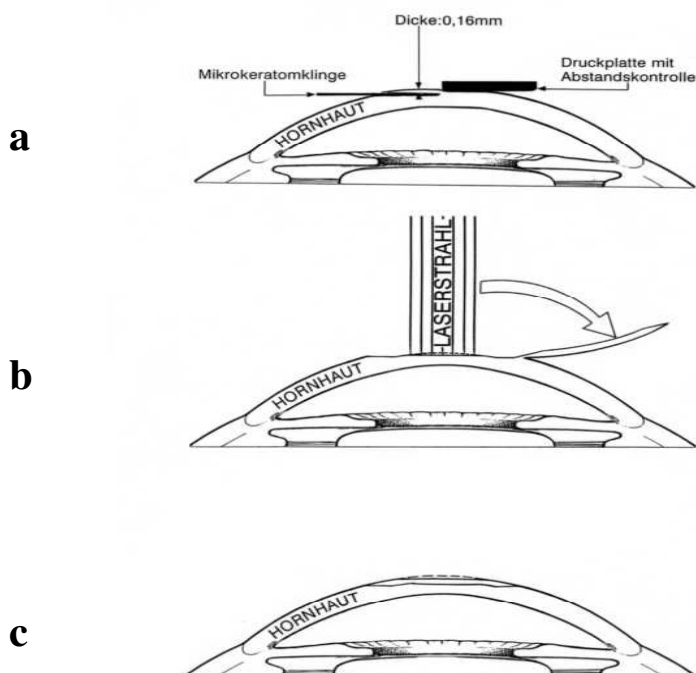 Dicke:0,16mm
Mikrokeratomklinge
Druckplatte mit
Abstandskontrolle
a
HORNHAUT
LASERSTRAHL
b
HORNHAUT
c
HORNHAUT